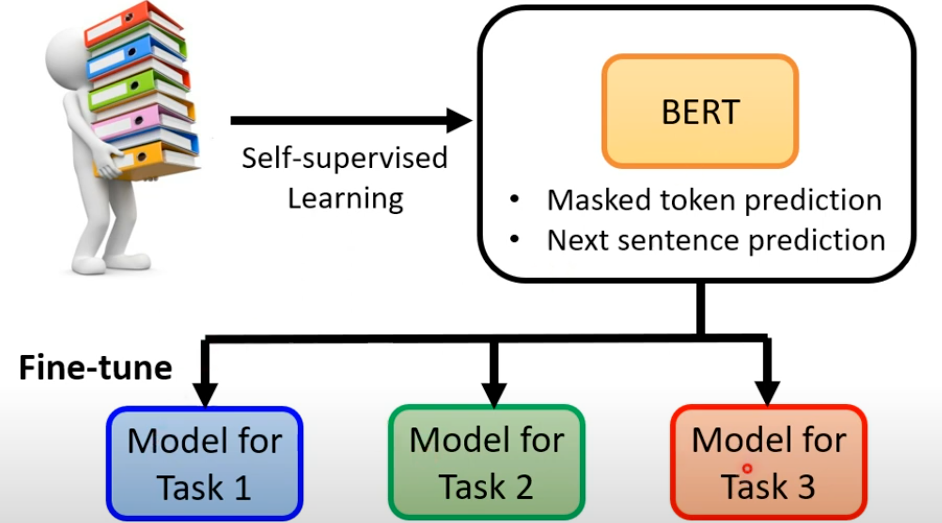 BERT
Self-supervised
Learning
• Masked token prediction
• Next sentence prediction
Fine-tune
Model for
Task 1
Model for
Task 2
Model for
Task 3